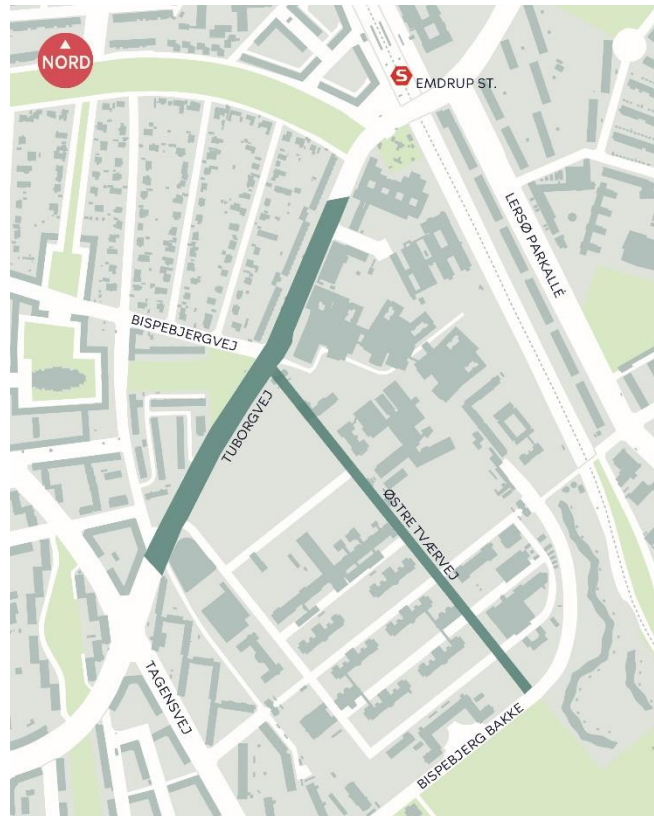 NORD
S
EMDRUP ST.
LERSØ PARKALLÉ
BISPEBJERGVEJ
TUBORGVEJ
ØSTRE TVÆRVEJ
TAGENSVEJ
BISPEBJERG BAKKE